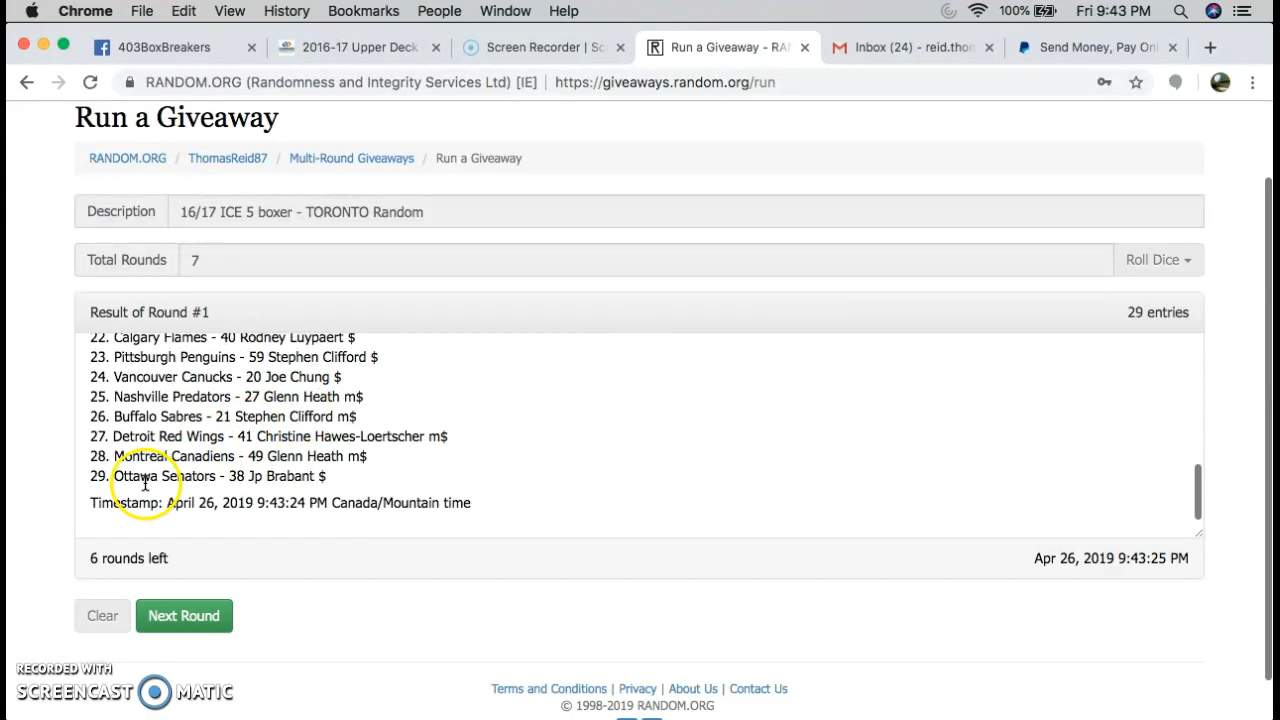 Chrome File Edit View History Bookmarks People Window Help 100% Fri 9:43 PM
403BoxBreakers 2016-17 Upper Deck Screen Recorder | Sc Run a Giveaway - RA Inbox (24) - reid.thon Send Money, Pay Onl
RANDOM.ORG (Randomness and Integrity Services Ltd) [IE] https://giveaways.random.org/run
Run a Giveaway
RANDOM.ORG / ThomasReid87 / Multi-Round Giveaways / Run a Giveaway
Description 16/17 ICE 5 boxer - TORONTO Random
Total Rounds 7 Roll Dice
Result of Round #1 29 entries
22. Calgary Flames - 40 Rodney Luypaert $
23. Pittsburgh Penguins - 59 Stephen Clifford $
24. Vancouver Canucks - 20 Joe Chung $
25. Nashville Predators - 27 Glenn Heath m$
26. Buffalo Sabres - 21 Stephen Clifford m$
27. Detroit Red Wings - 41 Christine Hawes-Loertscher m$
28. Montreal Canadiens - 49 Glenn Heath m$
29. Ottawa Senators - 38 Jp Brabant $
Timestamp: April 26, 2019 9:43:24 PM Canada/Mountain time
6 rounds left Apr 26, 2019 9:43:25 PM
Clear Next Round
RECORDED WITH
SCREENCAST MATIC
Terms and Conditions | Privacy | About Us | Contact Us
© 1998-2019 RANDOM.ORG